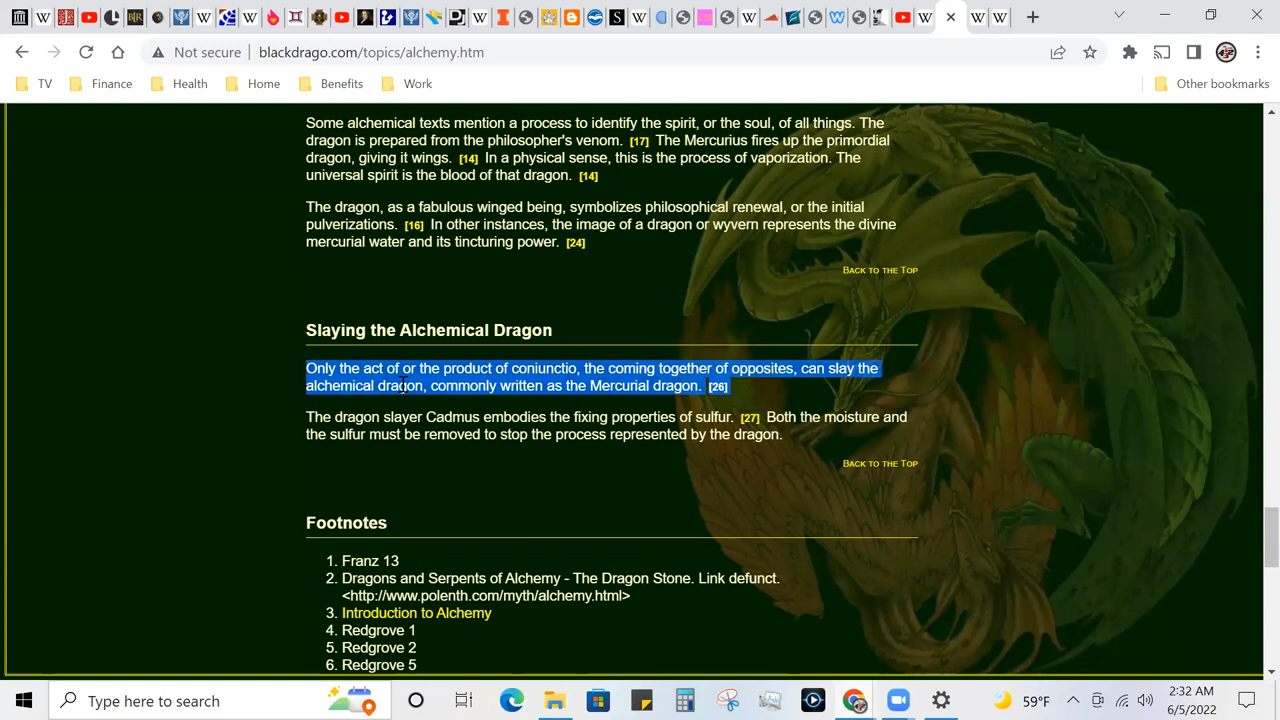 Not secure
blackdrago.com/topics/alchemy.htm
TV
Finance
Health
Home
Benefits
Work
Other bookmarks
Some alchemical texts mention a process to identify the spirit, or the soul, of all things. The
dragon is prepared from the philosopher's venom. [17] The Mercurius fires up the primordial
dragon, giving it wings. [14] In a physical sense, this is the process of vaporization. The
universal spirit is the blood of that dragon. [14]
The dragon, as a fabulous winged being, symbolizes philosophical renewal, or the initial
pulverizations. [16] In other instances, the image of a dragon or wyvern represents the divine
mercurial water and its tincturing power. [24]
BACK TO THE TOP
Slaying the Alchemical Dragon
Only the act of or the product of coniunctio, the coming together of opposites, can slay the
alchemical dragon, commonly written as the Mercurial dragon. [26]
The dragon slayer Cadmus embodies the fixing properties of sulfur. [27] Both the moisture and
the sulfur must be removed to stop the process represented by the dragon.
BACK TO THE TOP
Footnotes
1. Franz 13
2. Dragons and Serpents of Alchemy - The Dragon Stone. Link defunct.
<http://www.polenth.com/myth/alchemy.html>
3. Introduction to Alchemy
4. Redgrove 1
5. Redgrove 2
6. Redgrove 5
Type here to search
59°F
2:32 AM
6/5/2022